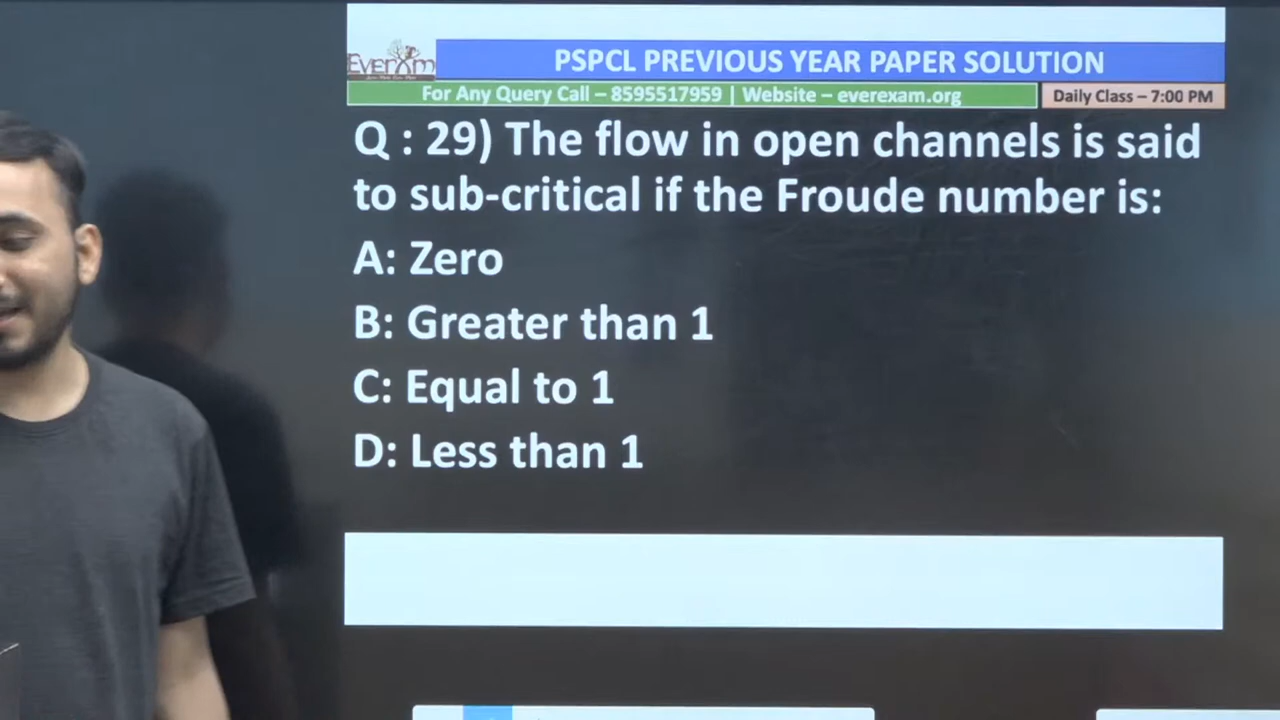 EverExam
PSPCL PREVIOUS YEAR PAPER SOLUTION
For Any Query Call – 8595517959 | Website – everexam.org
Daily Class – 7:00 PM
Q : 29) The flow in open channels is said
to sub-critical if the Froude number is:
A: Zero
B: Greater than 1
C: Equal to 1
D: Less than 1